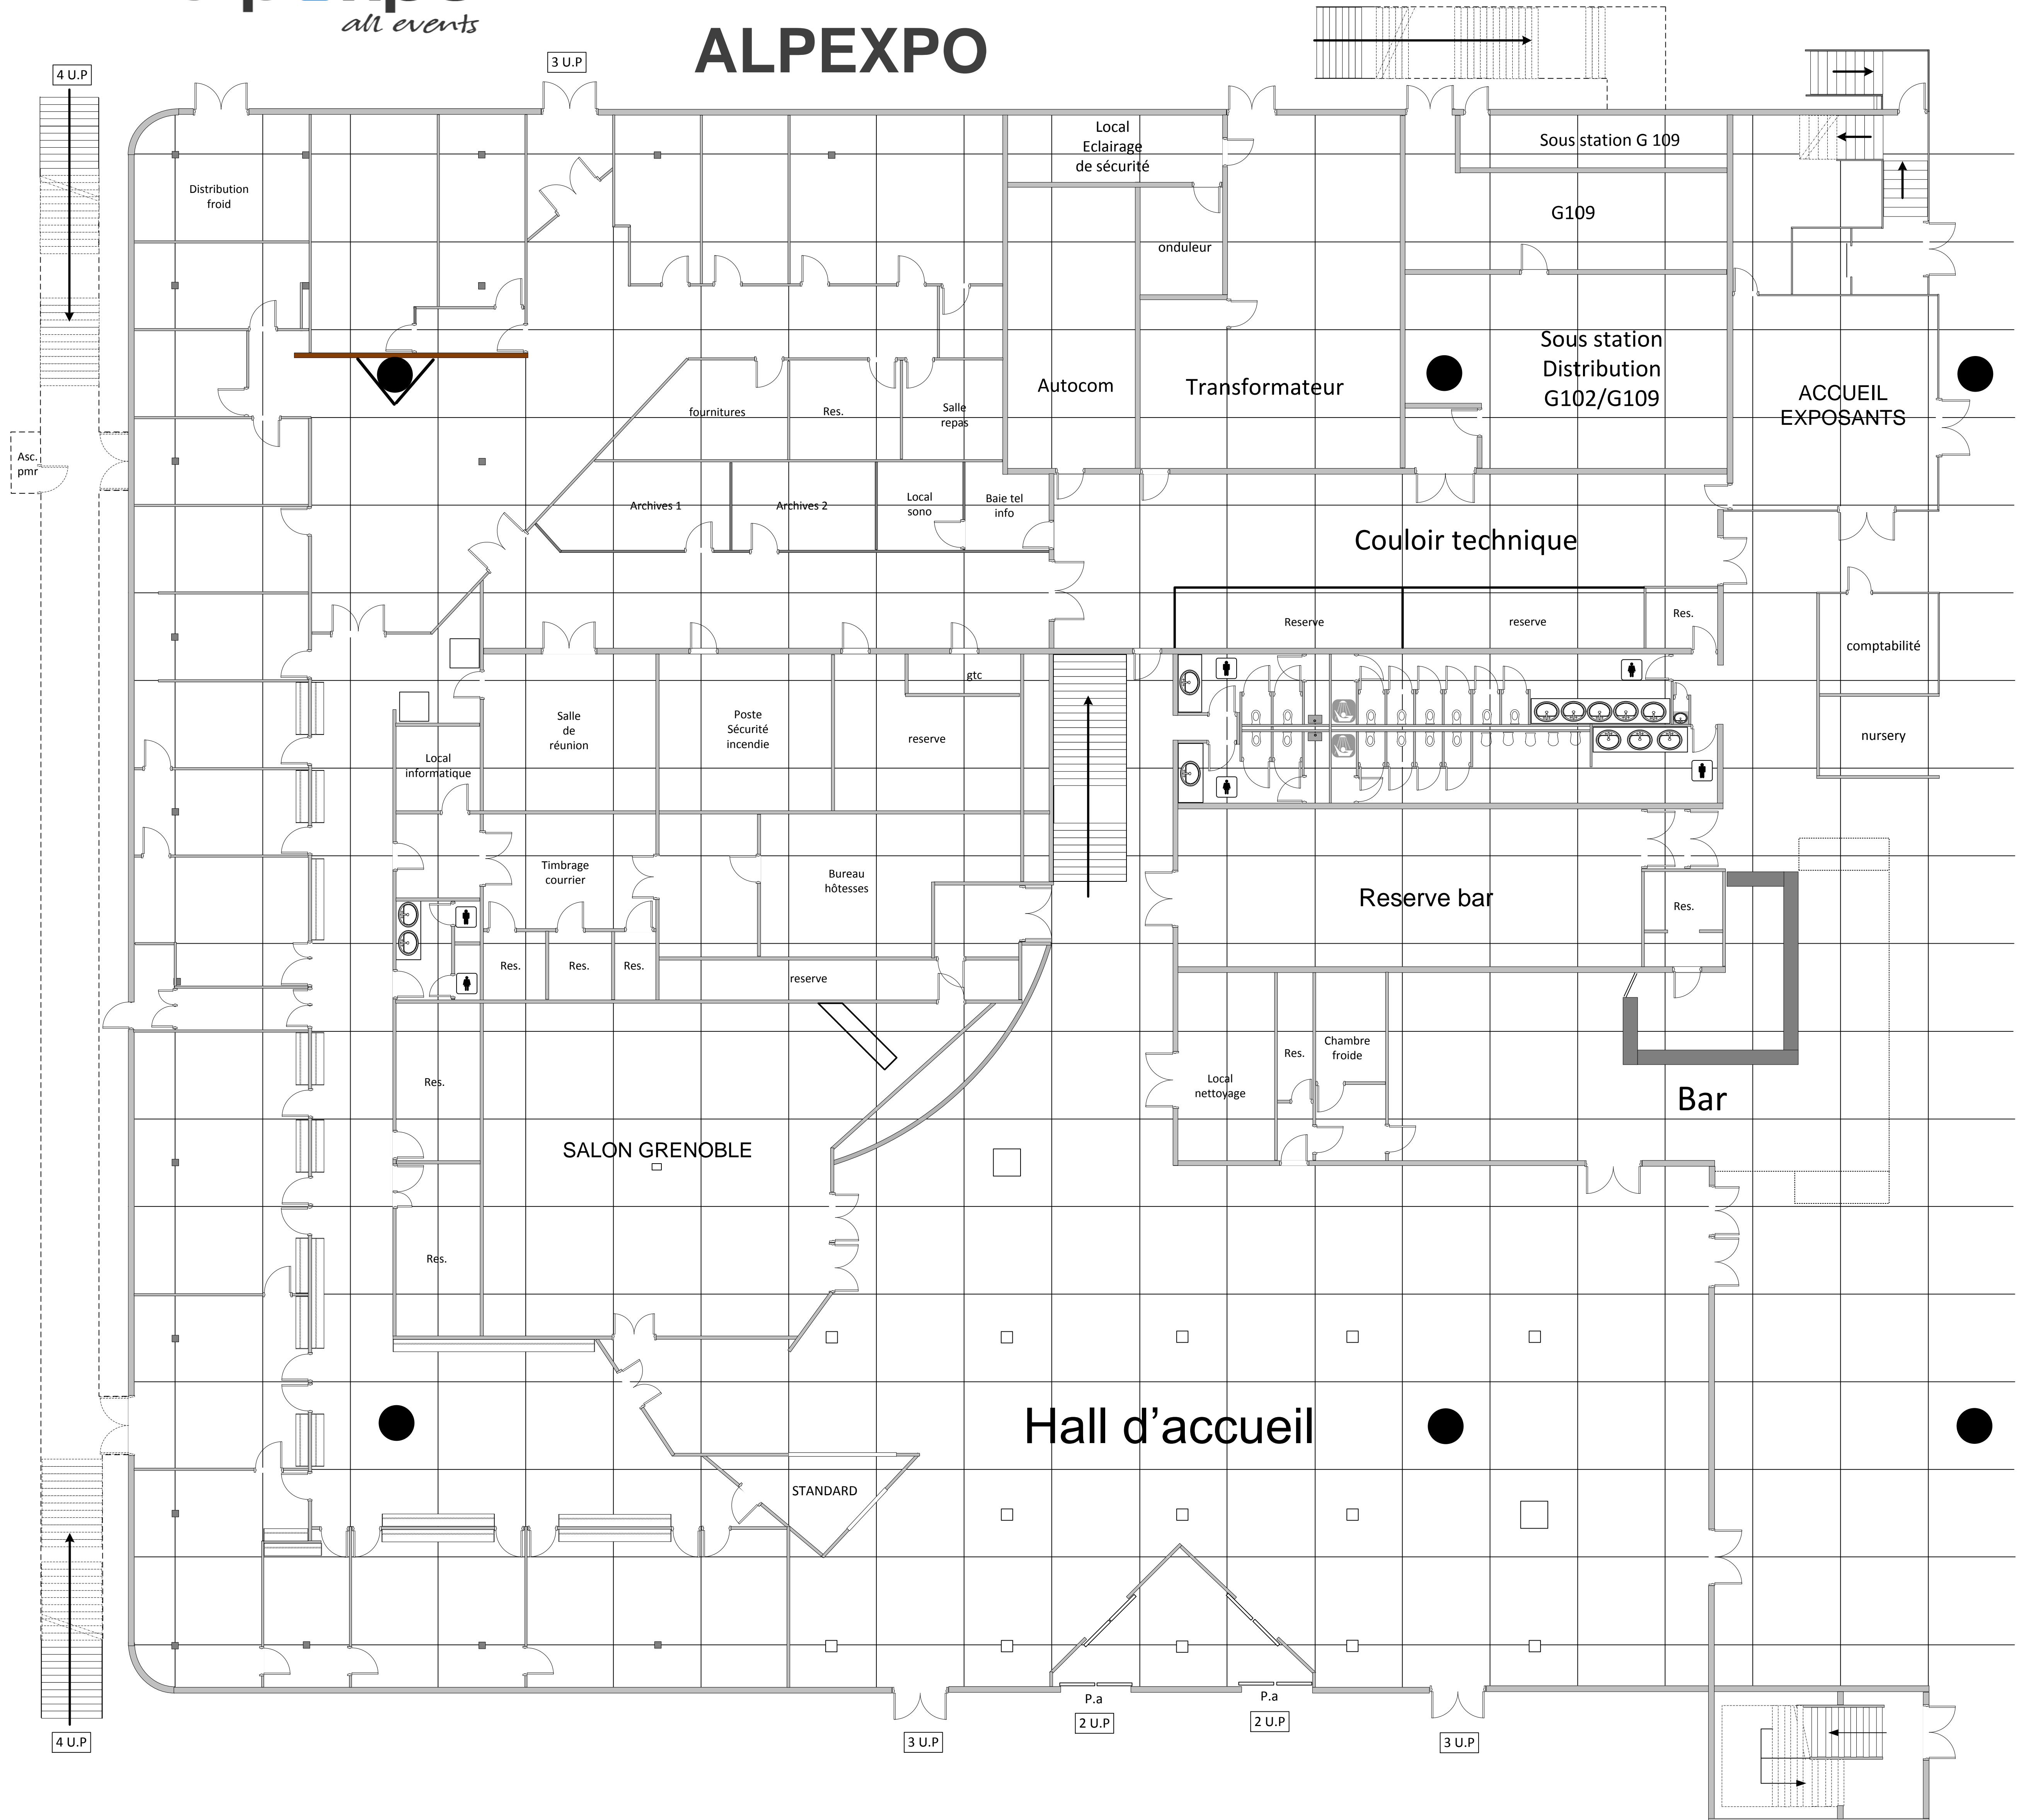 all events
ALPEXPO
4 U.P
3 U.P
Local
Eclairage
de sécurité
Sous station G 109
Distribution
froid
G109
onduleur
Sous station
Distribution
G102/G109
Autocom
Transformateur
ACCUEIL
EXPOSANTS
fournitures
Res.
Salle
repas
Asc.
pmr
Archives 1
Archives 2
Local
sono
Baie tel
info
Couloir technique
Reserve
reserve
Res.
comptabilité
gtc
Salle
de
réunion
Poste
Sécurité
incendie
reserve
nursery
Local
informatique
Timbrage
courrier
Bureau
hôtesses
Reserve bar
Res.
Res.
Res.
Res.
reserve
Res.
Chambre
froide
Res.
Local
nettoyage
Bar
SALON GRENOBLE
Res.
Hall d’accueil
STANDARD
P.a
P.a
2 U.P
2 U.P
4 U.P
3 U.P
3 U.P